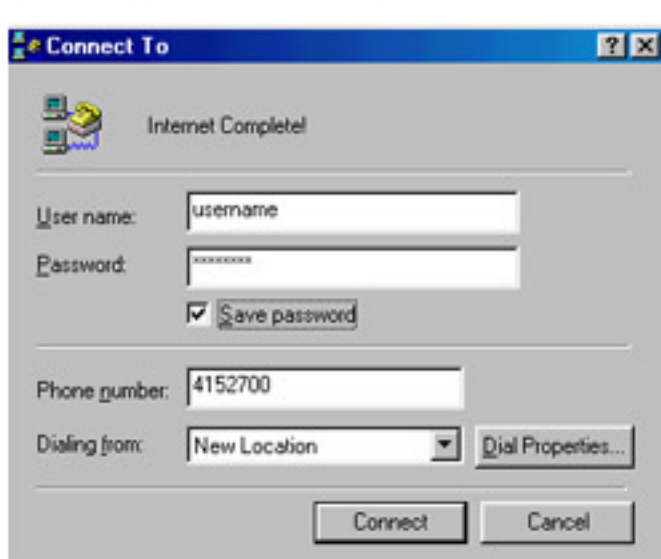 Connect To
Internet Complete!
User name: username
Password: xxxxxxxx
Save password
Phone number: 4152700
Dialing from: New Location Dial Properties...
Connect Cancel